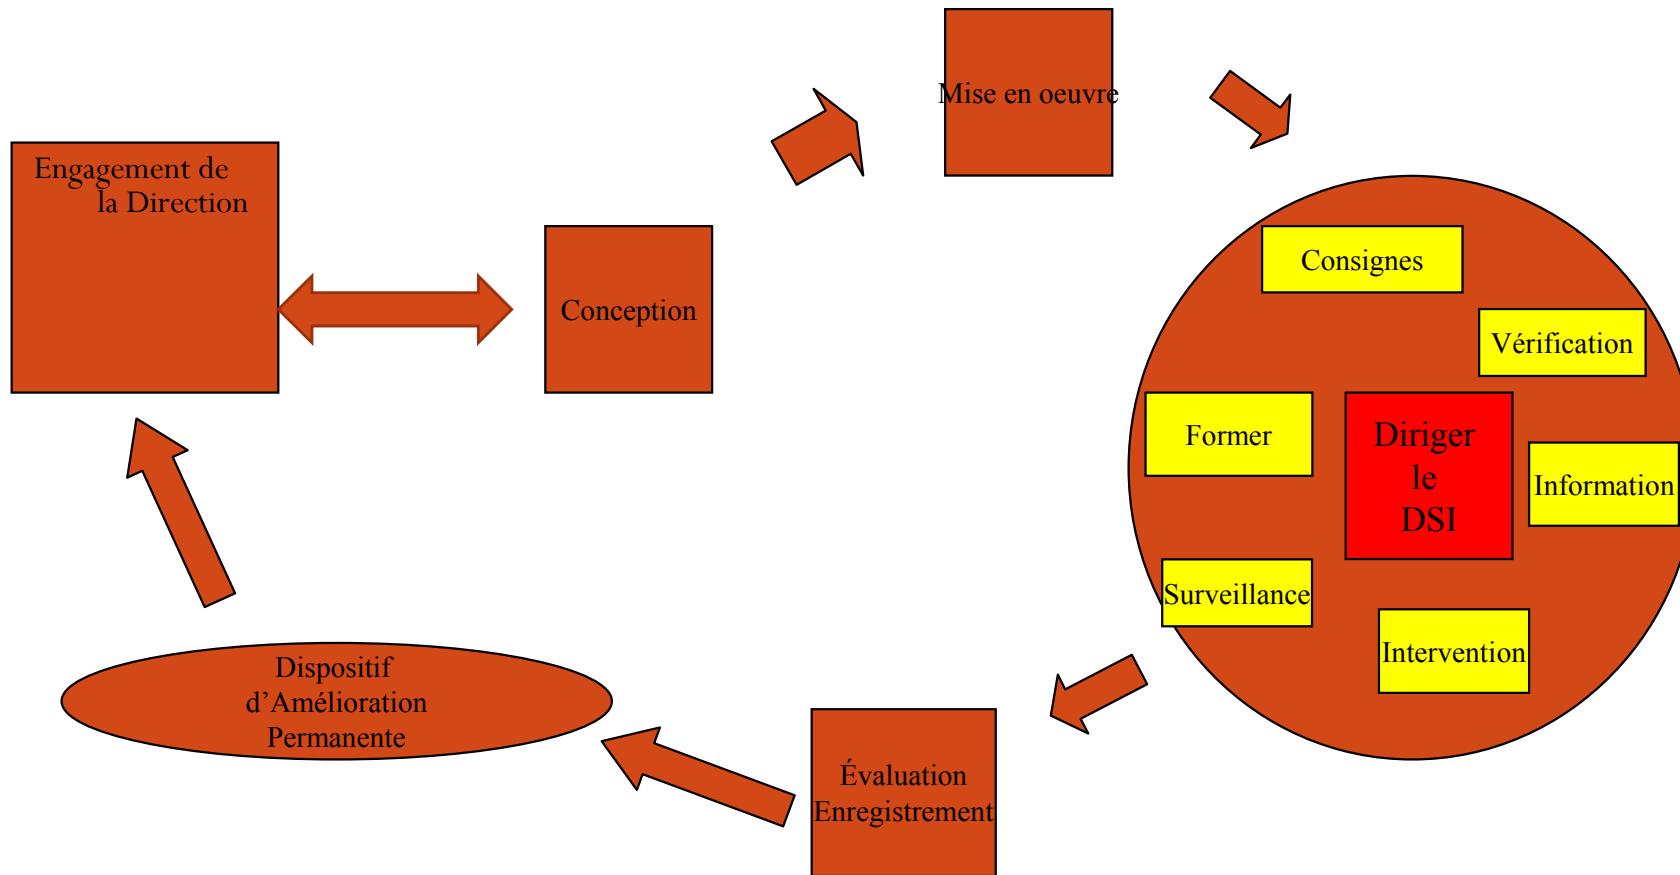 Mise en oeuvre
Engagement de
la Direction
Conception
Consignes
Vérification
Former
Diriger
le
DSI
Information
Surveillance
Intervention
Dispositif
d’Amélioration
Permanente
Évaluation
Enregistrement